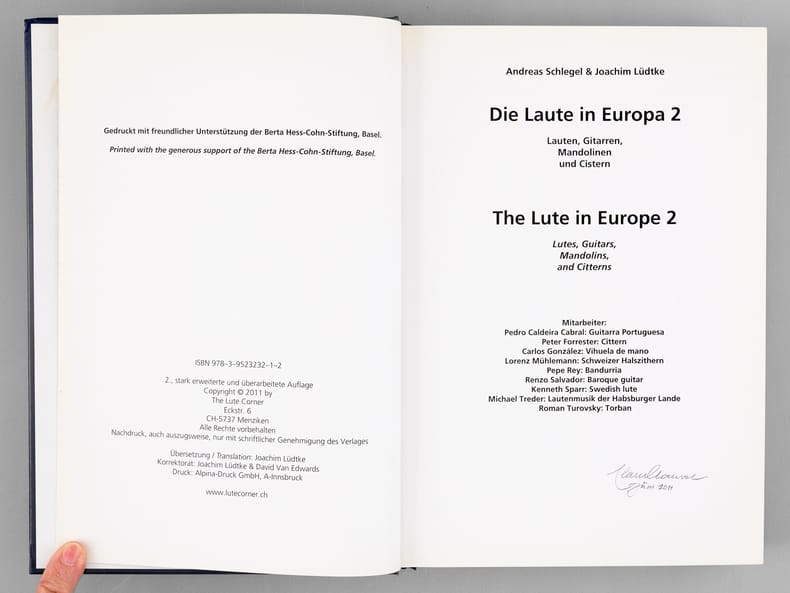 Gedruckt mit freundlicher Unterstützung der Berta Hess-Cohn-Stiftung, Basel.
Printed with the generous support of the Berta Hess-Cohn-Stiftung, Basel.
ISBN 978–3–9523232–1–2
2., stark erweiterte und überarbeitete Auflage
Copyright © 2011 by
The Lute Corner
Eckstr. 6
CH-5737 Menziken
Alle Rechte vorbehalten
Nachdruck, auch auszugsweise, nur mit schriftlicher Genehmigung des Verlages
Übersetzung / Translation: Joachim Lüdtke
Korrektorat: Joachim Lüdtke & David Van Edwards
Druck: Alpina-Druck GmbH, A-Innsbruck
www.lutecorner.ch
Andreas Schlegel & Joachim Lüdtke
Die Laute in Europa 2
Lauten, Gitarren,
Mandolinen
und Cistern
The Lute in Europe 2
Lutes, Guitars,
Mandolins,
and Citterns
Mitarbeiter:
Pedro Caldeira Cabral: Guitarra Portuguesa
Peter Forrester: Cittern
Carlos González: Vihuela de mano
Lorenz Mühlemann: Schweizer Halszithern
Pepe Rey: Bandurria
Renzo Salvador: Baroque guitar
Kenneth Sparr: Swedish lute
Michael Treder: Lautenmusik der Habsburger Lande
Roman Turovsky: Torban
2011